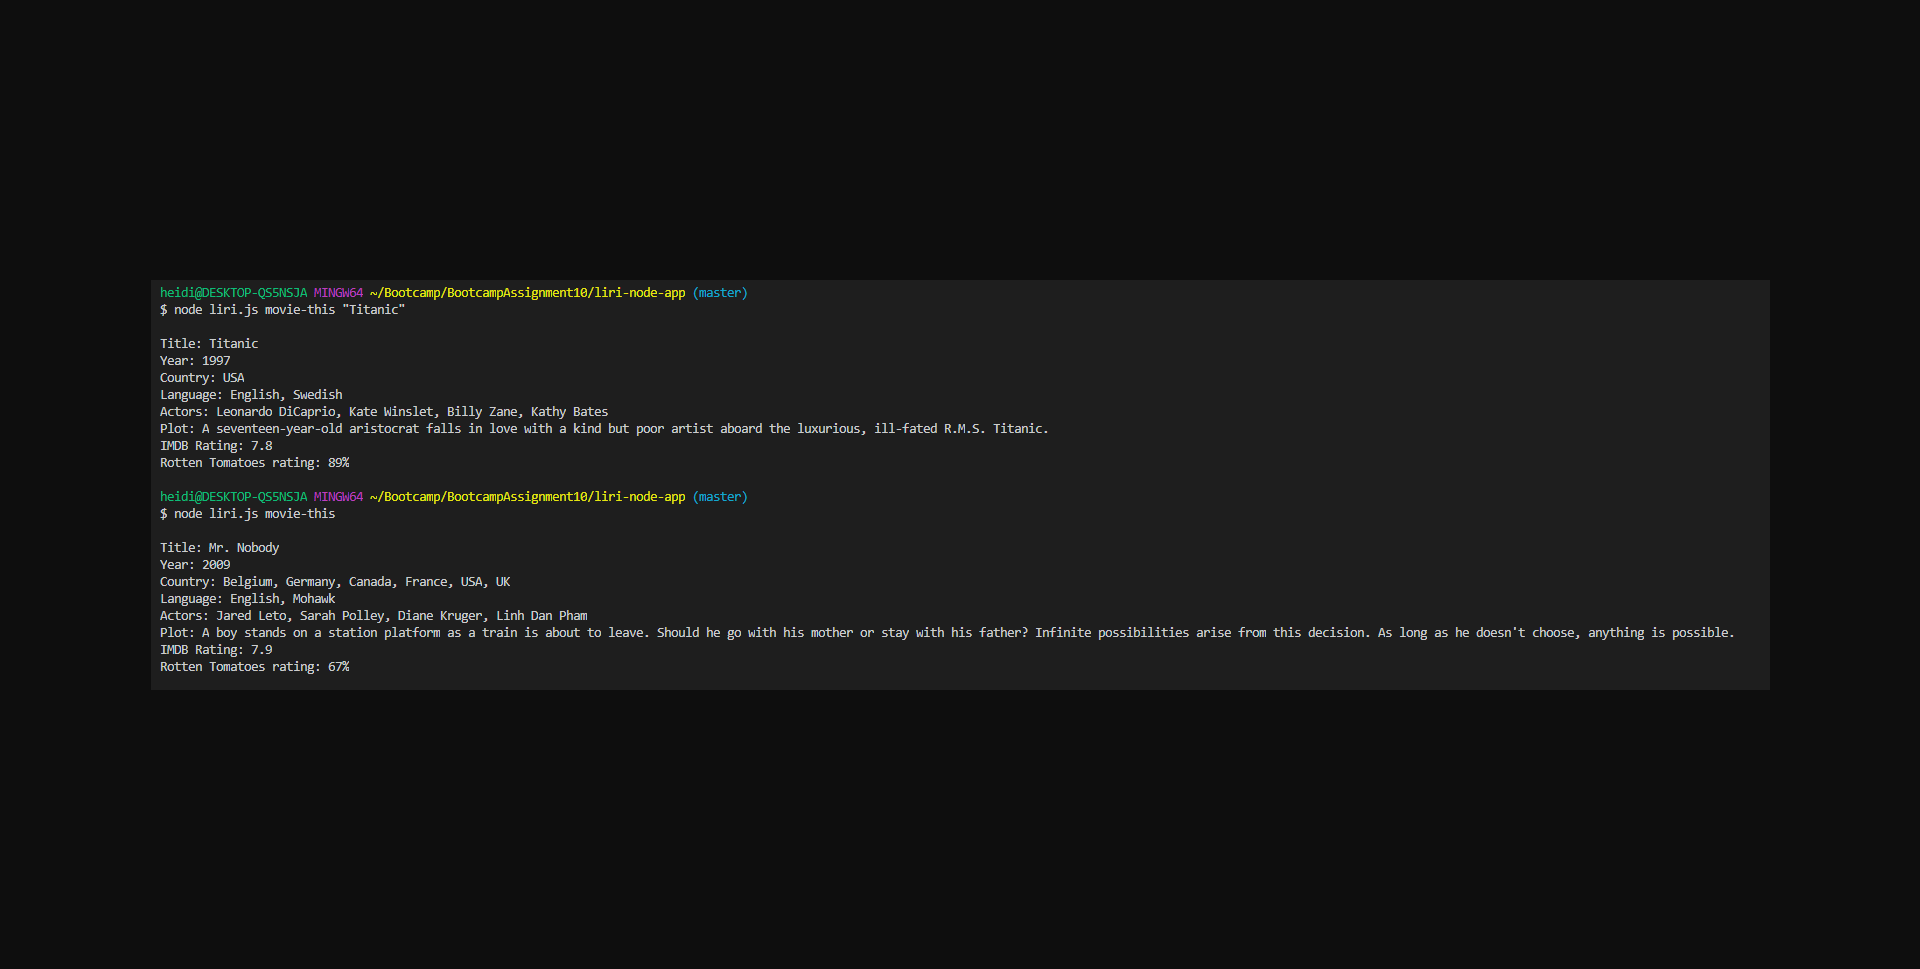 heidi@DESKTOP-QS5NSJA MINGW64 ~/Bootcamp/BootcampAssignment10/liri-node-app (master)
$ node liri.js movie-this "Titanic"
Title: Titanic
Year: 1997
Country: USA
Language: English, Swedish
Actors: Leonardo DiCaprio, Kate Winslet, Billy Zane, Kathy Bates
Plot: A seventeen-year-old aristocrat falls in love with a kind but poor artist aboard the luxurious, ill-fated R.M.S. Titanic.
IMDB Rating: 7.8
Rotten Tomatoes rating: 89%
heidi@DESKTOP-QS5NSJA MINGW64 ~/Bootcamp/BootcampAssignment10/liri-node-app (master)
$ node liri.js movie-this
Title: Mr. Nobody
Year: 2009
Country: Belgium, Germany, Canada, France, USA, UK
Language: English, Mohawk
Actors: Jared Leto, Sarah Polley, Diane Kruger, Linh Dan Pham
Plot: A boy stands on a station platform as a train is about to leave. Should he go with his mother or stay with his father? Infinite possibilities arise from this decision. As long as he doesn't choose, anything is possible.
IMDB Rating: 7.9
Rotten Tomatoes rating: 67%